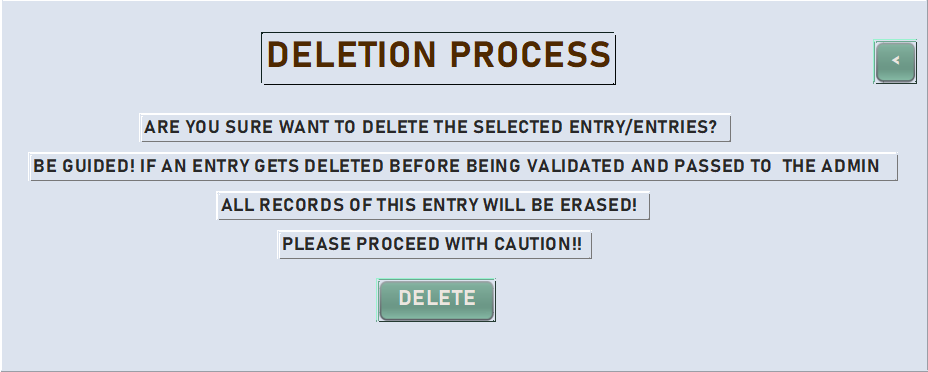 DELETION PROCESS
<
ARE YOU SURE WANT TO DELETE THE SELECTED ENTRY/ENTRIES?
BE GUIDED! IF AN ENTRY GETS DELETED BEFORE BEING VALIDATED AND PASSED TO  THE ADMIN
ALL RECORDS OF THIS ENTRY WILL BE ERASED!
PLEASE PROCEED WITH CAUTION!!
DELETE